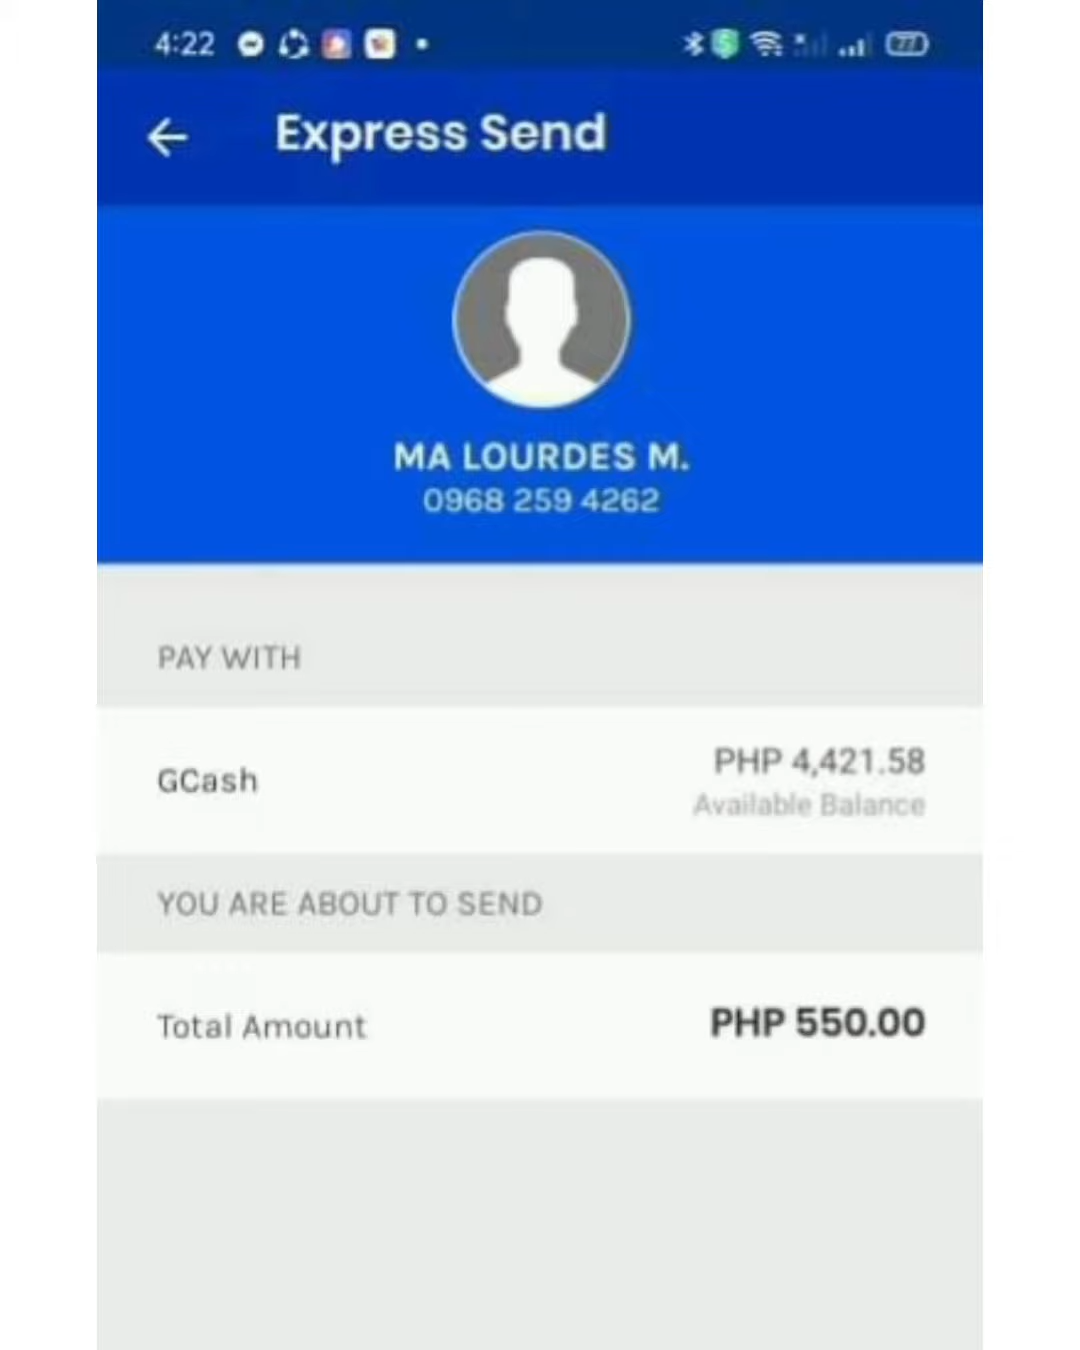 4:22
77
Express Send
MA LOURDES M.
0968 259 4262
PAY WITH
GCash
PHP 4,421.58
Available Balance
YOU ARE ABOUT TO SEND
Total Amount
PHP 550.00